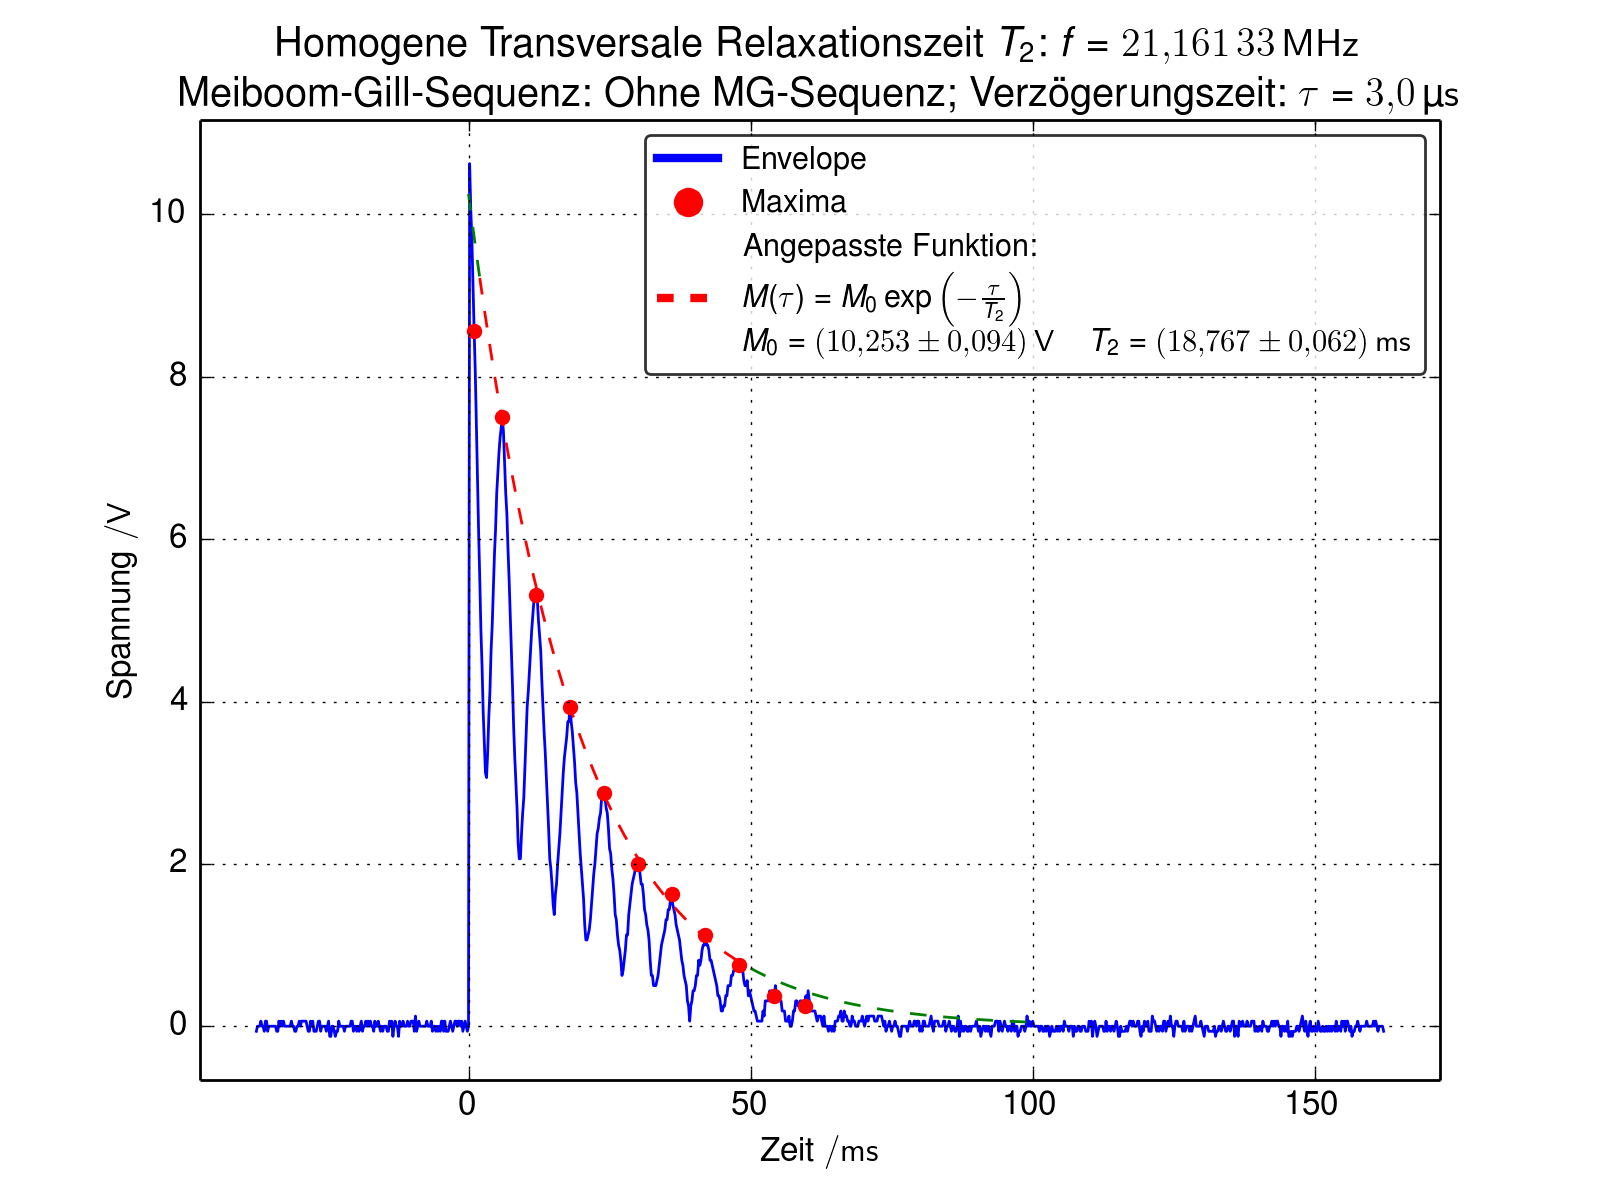 Homogene Transversale Relaxationszeit T₂: f = 21,161 33 MHz
Meiboom-Gill-Sequenz: Ohne MG-Sequenz; Verzögerungszeit: τ = 3,0 µs
Envelope
Maxima
Angepasste Funktion:
M(τ) = M₀ exp(−τ/T₂)
M₀ = (10,253 ± 0,094) V T₂ = (18,767 ± 0,062) ms
10
8
6
4
2
0
Spannung /V
0 50 100 150
Zeit /ms